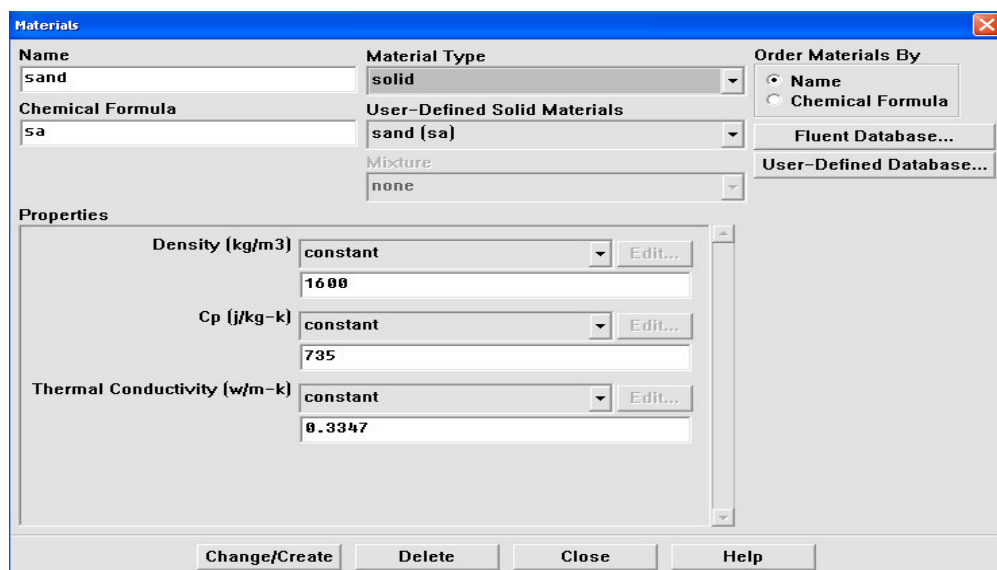 Materials
Name
sand
Chemical Formula
sa
Material Type
solid
User-Defined Solid Materials
sand (sa)
Mixture
none
Order Materials By
Name
Chemical Formula
Fluent Database...
User-Defined Database...
Properties
Density (kg/m3) constant Edit...
1600
Cp (j/kg-k) constant Edit...
735
Thermal Conductivity (w/m-k) constant Edit...
0.3347
Change/Create Delete Close Help